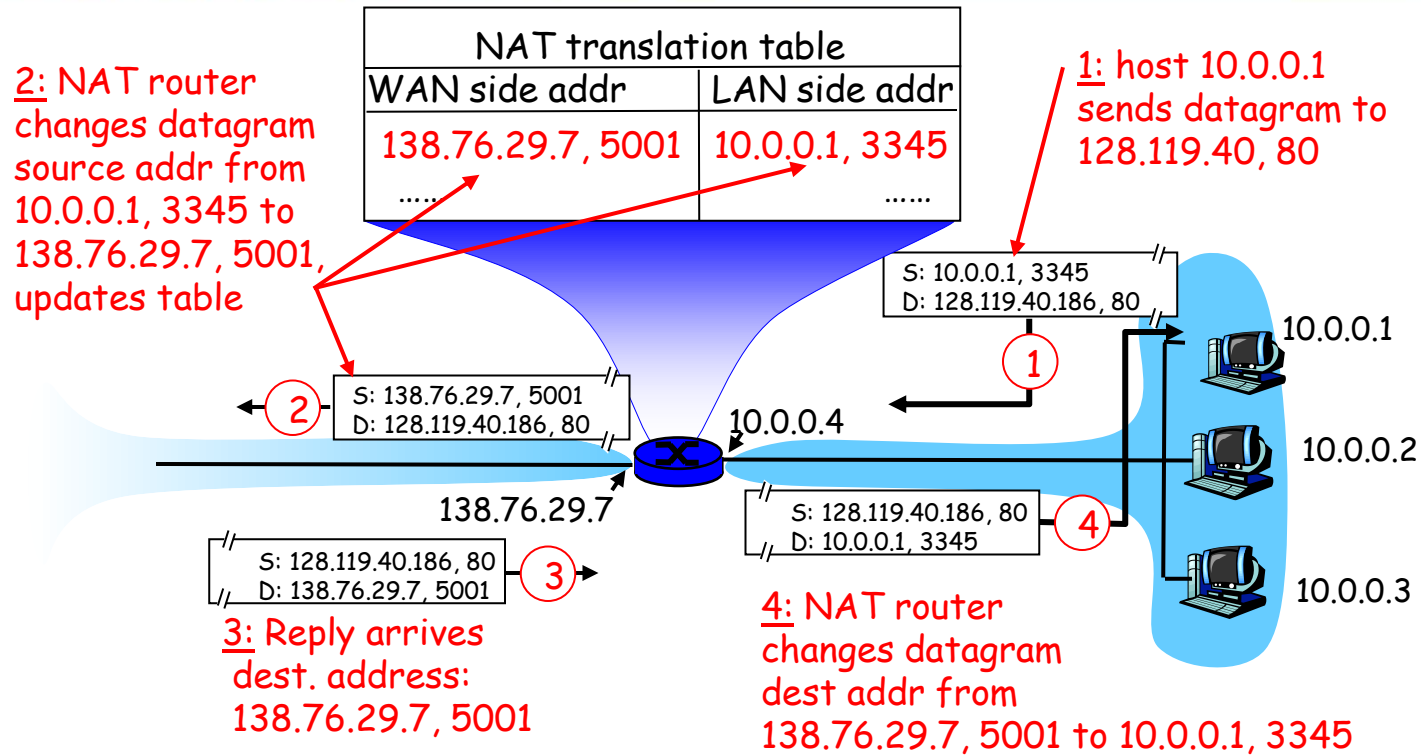 NAT translation table
WAN side addr LAN side addr
138.76.29.7, 5001 10.0.0.1, 3345
...... ......
2: NAT router
changes datagram
source addr from
10.0.0.1, 3345 to
138.76.29.7, 5001,
updates table
1: host 10.0.0.1
sends datagram to
128.119.40, 80
S: 10.0.0.1, 3345
D: 128.119.40.186, 80
1
10.0.0.1
S: 138.76.29.7, 5001
D: 128.119.40.186, 80
2
10.0.0.4
10.0.0.2
138.76.29.7
S: 128.119.40.186, 80
D: 10.0.0.1, 3345
4
S: 128.119.40.186, 80
D: 138.76.29.7, 5001
3
10.0.0.3
3: Reply arrives
dest. address:
138.76.29.7, 5001
4: NAT router
changes datagram
dest addr from
138.76.29.7, 5001 to 10.0.0.1, 3345